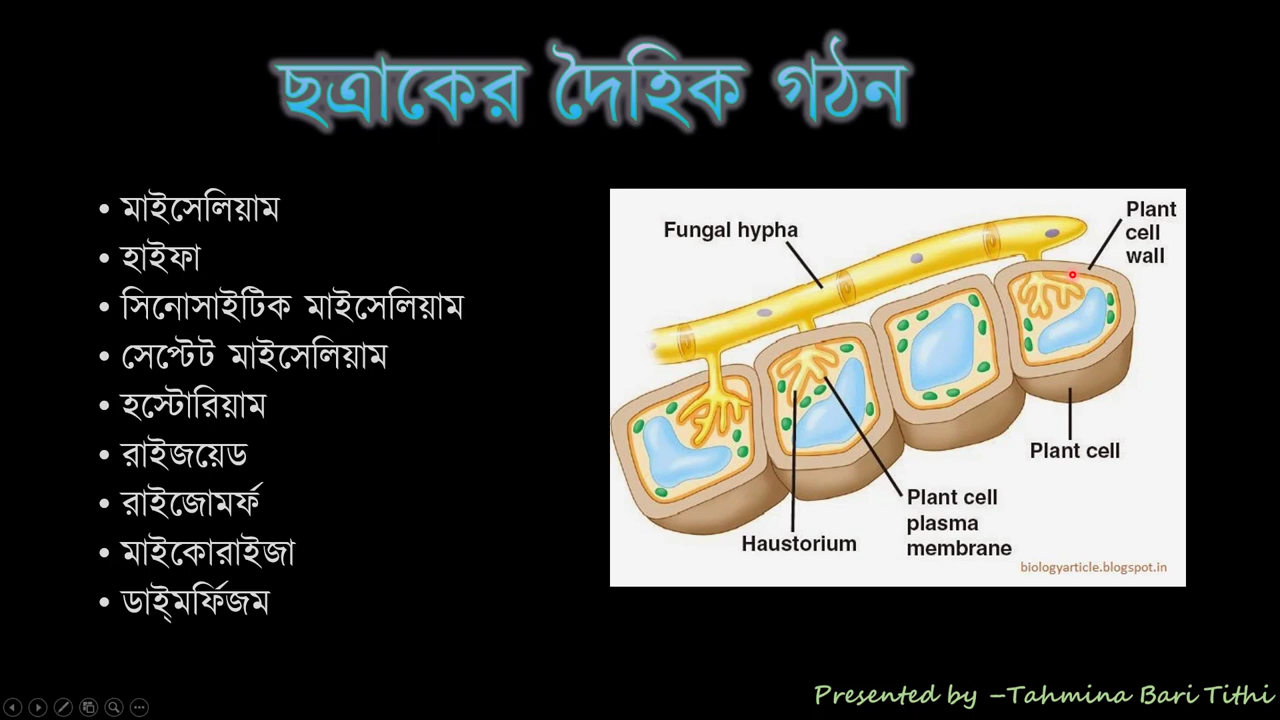 ছত্রাকের দৈহিক গঠন
• মাইসেলিয়াম
• হাইফা
• সিনোসাইটিক মাইসেলিয়াম
• সেপ্টেট মাইসেলিয়াম
• হস্টোরিয়াম
• রাইজয়েড
• রাইজোমর্ফ
• মাইকোরাইজা
• ডাই্মর্ফিজম
Fungal hypha
Plant
cell
wall
Plant cell
Plant cell
plasma
membrane
Haustorium
biologyarticle.blogspot.in
Presented by –Tahmina Bari Tithi